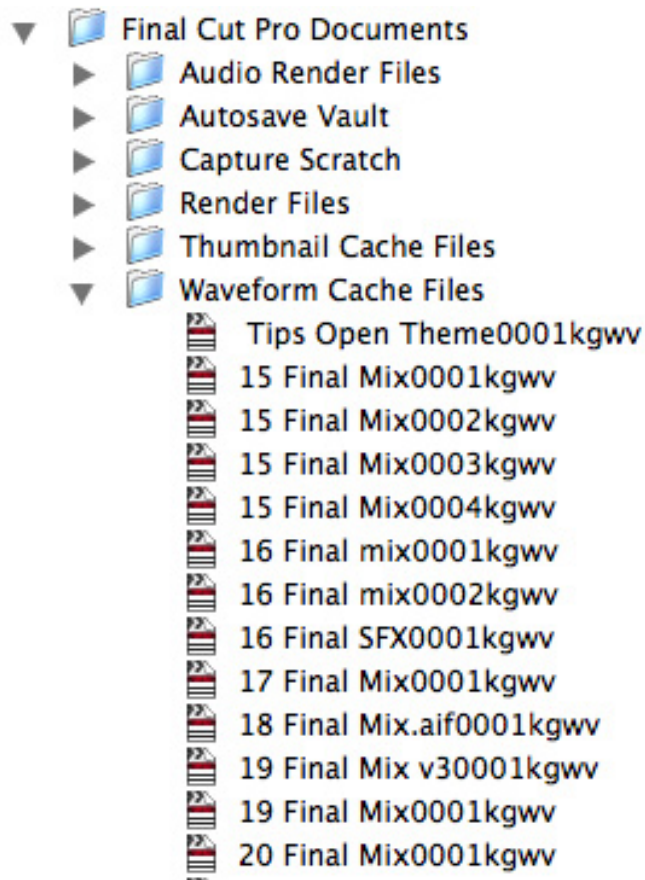 Final Cut Pro Documents
Audio Render Files
Autosave Vault
Capture Scratch
Render Files
Thumbnail Cache Files
Waveform Cache Files
Tips Open Theme0001kgwv
15 Final Mix0001kgwv
15 Final Mix0002kgwv
15 Final Mix0003kgwv
15 Final Mix0004kgwv
16 Final mix0001kgwv
16 Final mix0002kgwv
16 Final SFX0001kgwv
17 Final Mix0001kgwv
18 Final Mix.aif0001kgwv
19 Final Mix v30001kgwv
19 Final Mix0001kgwv
20 Final Mix0001kgwv